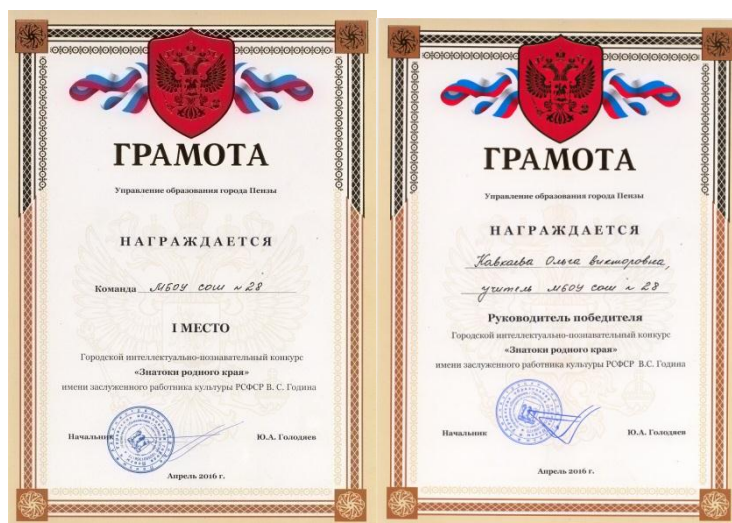 ГРАМОТА
Управление образования города Пензы
НАГРАЖДАЕТСЯ
Команда МБОУ сош № 28
I МЕСТО
Городской интеллектуально-познавательный конкурс
«Знатоки родного края»
имени заслуженного работника культуры РСФСР В. С. Година
Начальник Ю.А. Голодяев
Апрель 2016 г.
ГРАМОТА
Управление образования города Пензы
НАГРАЖДАЕТСЯ
Ольга Викторовна,
учитель МБОУ сош № 28
Руководитель победителя
Городской интеллектуально-познавательный конкурс
«Знатоки родного края»
имени заслуженного работника культуры РСФСР В.С. Година
Начальник Ю.А. Голодяев
Апрель 2016 г.